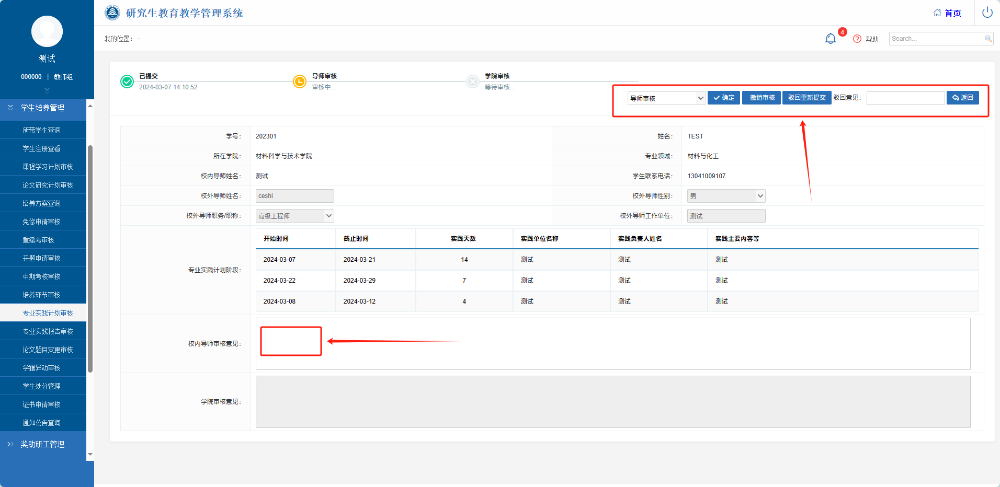 研究生教育教学管理系统
首页
测试
000000 | 教师组
我的位置： -
4
帮助
Search...
学生培养管理
所带学生查询
学生注册查看
课程学习计划审核
论文研究计划审核
培养方案查询
免修申请审核
重缓考审核
开题申请审核
中期考核审核
培养环节审核
专业实践计划审核
专业实践报告审核
论文题目变更审核
学籍异动审核
学生处分管理
证书申请审核
通知公告查询
奖助研工管理
已提交
2024-03-07 14:10:52
导师审核
审核中...
学院审核
等待审核...
导师审核 确定 撤销审核 驳回重新提交 驳回意见： 返回
学号： 202301 姓名： TEST
所在学院： 材料科学与技术学院 专业领域： 材料与化工
校内导师姓名： 测试 学生联系电话： 13041009107
校外导师姓名： ceshi 校外导师性别： 男
校外导师职务/职称： 高级工程师 校外导师工作单位： 测试
专业实践计划阶段：
开始时间 截止时间 实践天数 实践单位名称 实践负责人姓名 实践主要内容等
2024-03-07 2024-03-21 14 测试 测试 测试
2024-03-22 2024-03-29 7 测试 测试 测试
2024-03-08 2024-03-12 4 测试 测试 测试
校内导师审核意见：
学院审核意见：